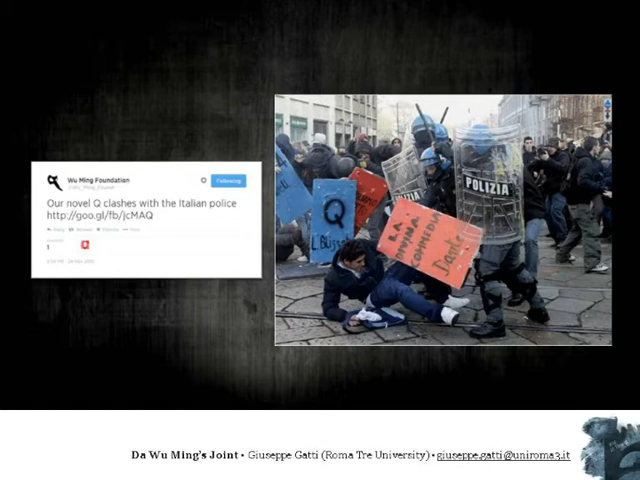 Wu Ming Foundation
Following
Our novel Q clashes with the Italian police
http://goo.gl/fb/jcMAQ
1
POLIZIA
Q
LA
DIVINA
COMMEDIA
Dante
Da Wu Ming's Joint • Giuseppe Gatti (Roma Tre University) • giuseppe.gatti@uniroma3.it